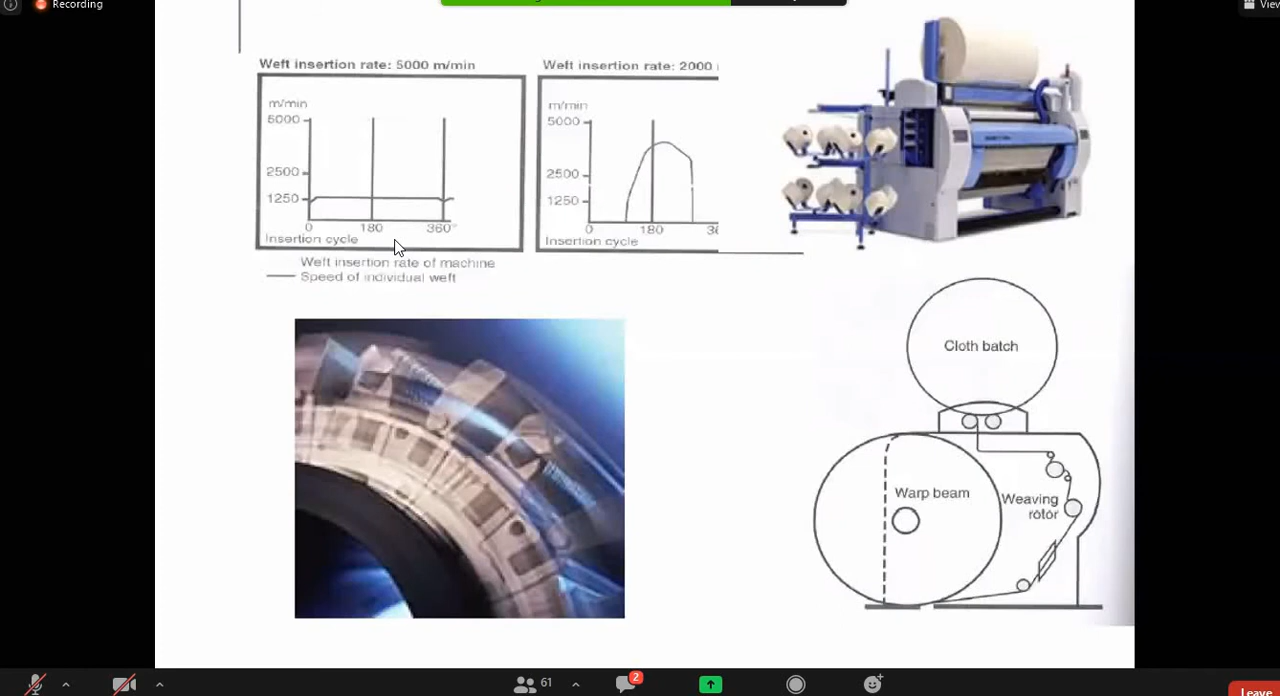 Recording
View
Weft insertion rate: 5000 m/min
m/min
5000
2500
1250
0 180 360°
Insertion cycle
Weft insertion rate: 2000
m/min
5000
2500
1250
0 180
Insertion cycle
Weft insertion rate of machine
Speed of individual weft
Cloth batch
Warp beam
Weaving
rotor
61
2
Leave